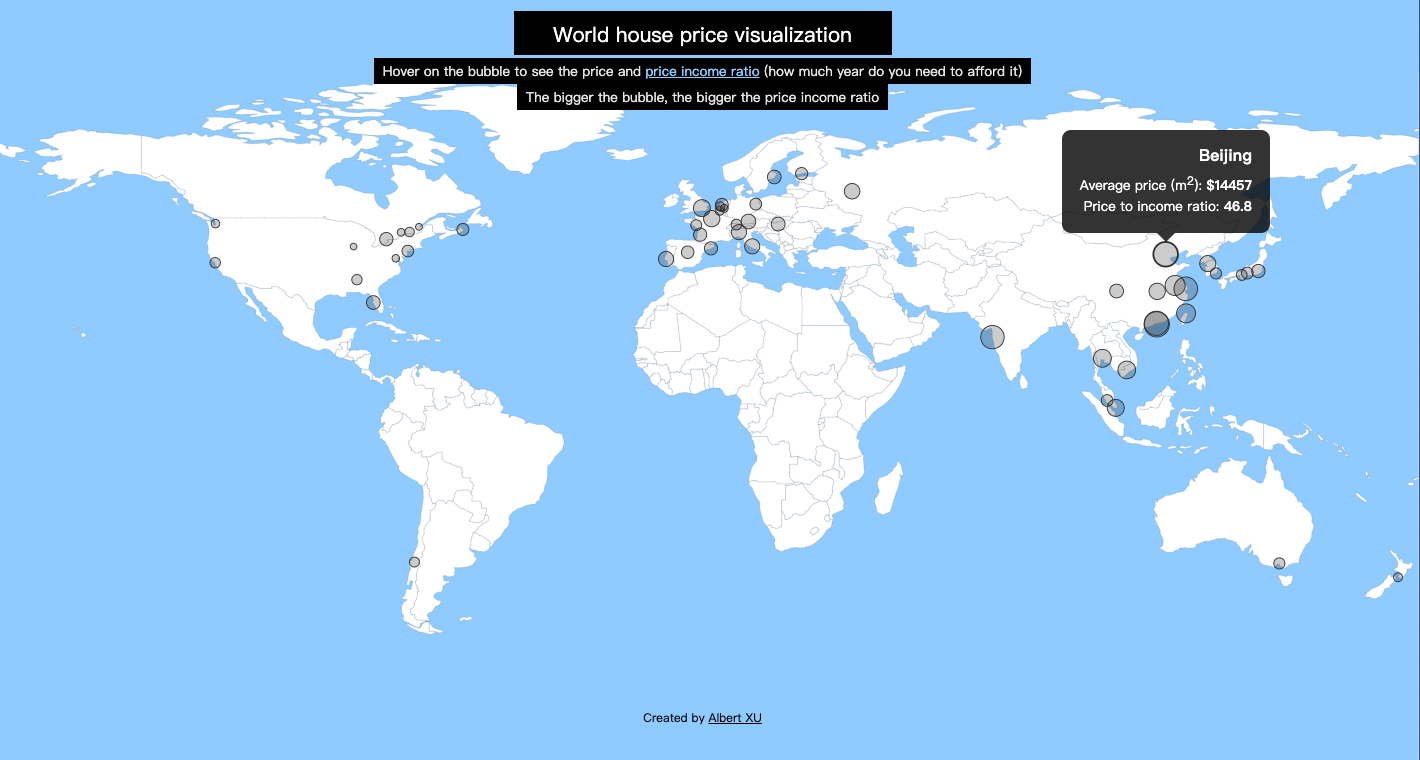 World house price visualization
Hover on the bubble to see the price and price income ratio (how much year do you need to afford it)
The bigger the bubble, the bigger the price income ratio
Beijing
Average price (m2): $14457
Price to income ratio: 46.8
Created by Albert XU